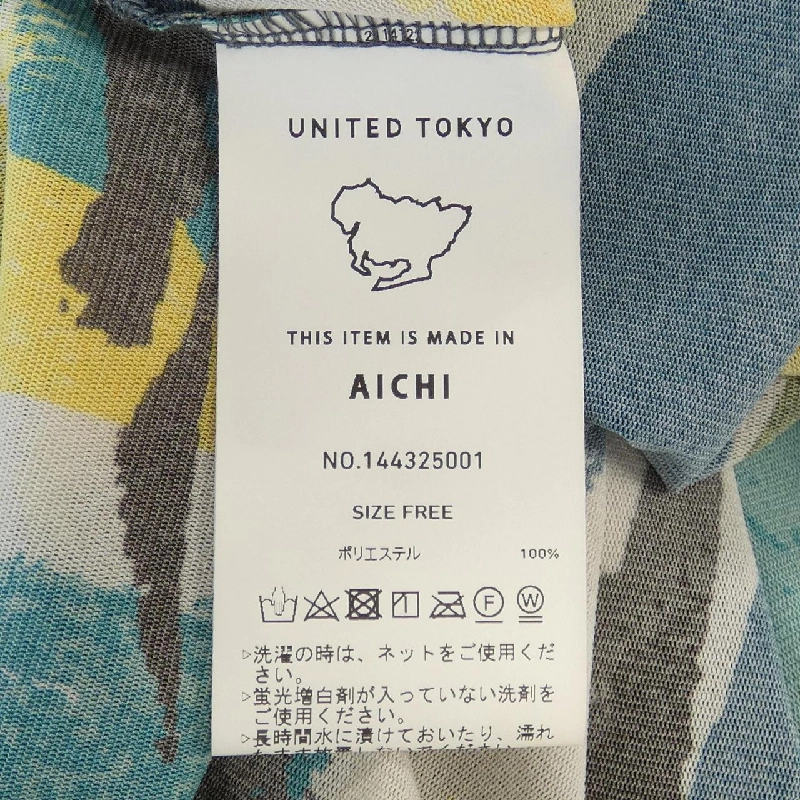 UNITED TOKYO
THIS ITEM IS MADE IN
AICHI
NO.144325001
SIZE FREE
ポリエステル 100%
F W
▷洗濯の時は、ネットをご使用くだ
さい。
▷蛍光増白剤が入っていない洗剤を
ご使用ください。
▷長時間水に漬けておいたり、濡れ